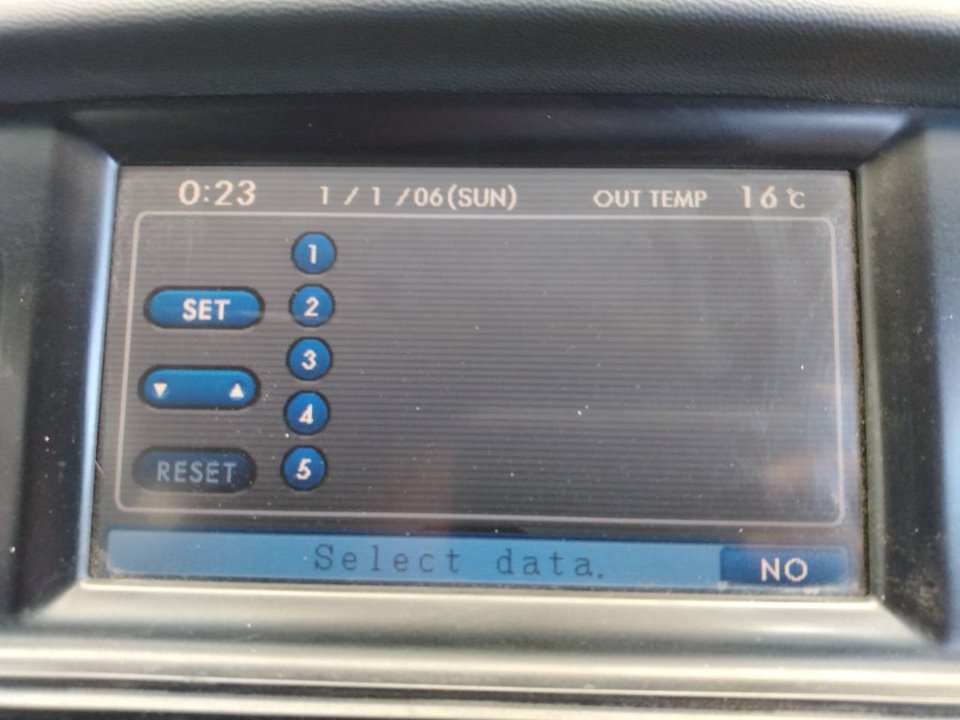 0:23 1 / 1 /06(SUN) OUT TEMP 16 ℃
1
SET 2
3
▼ ▲
4
RESET 5
Select data. NO